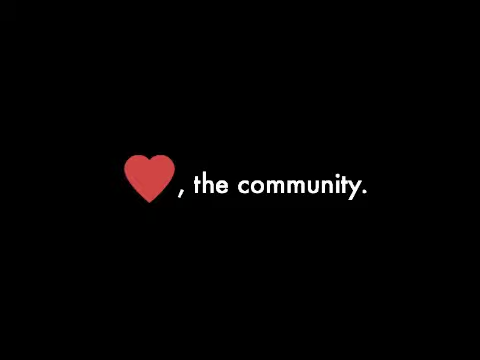 ❤, the community.